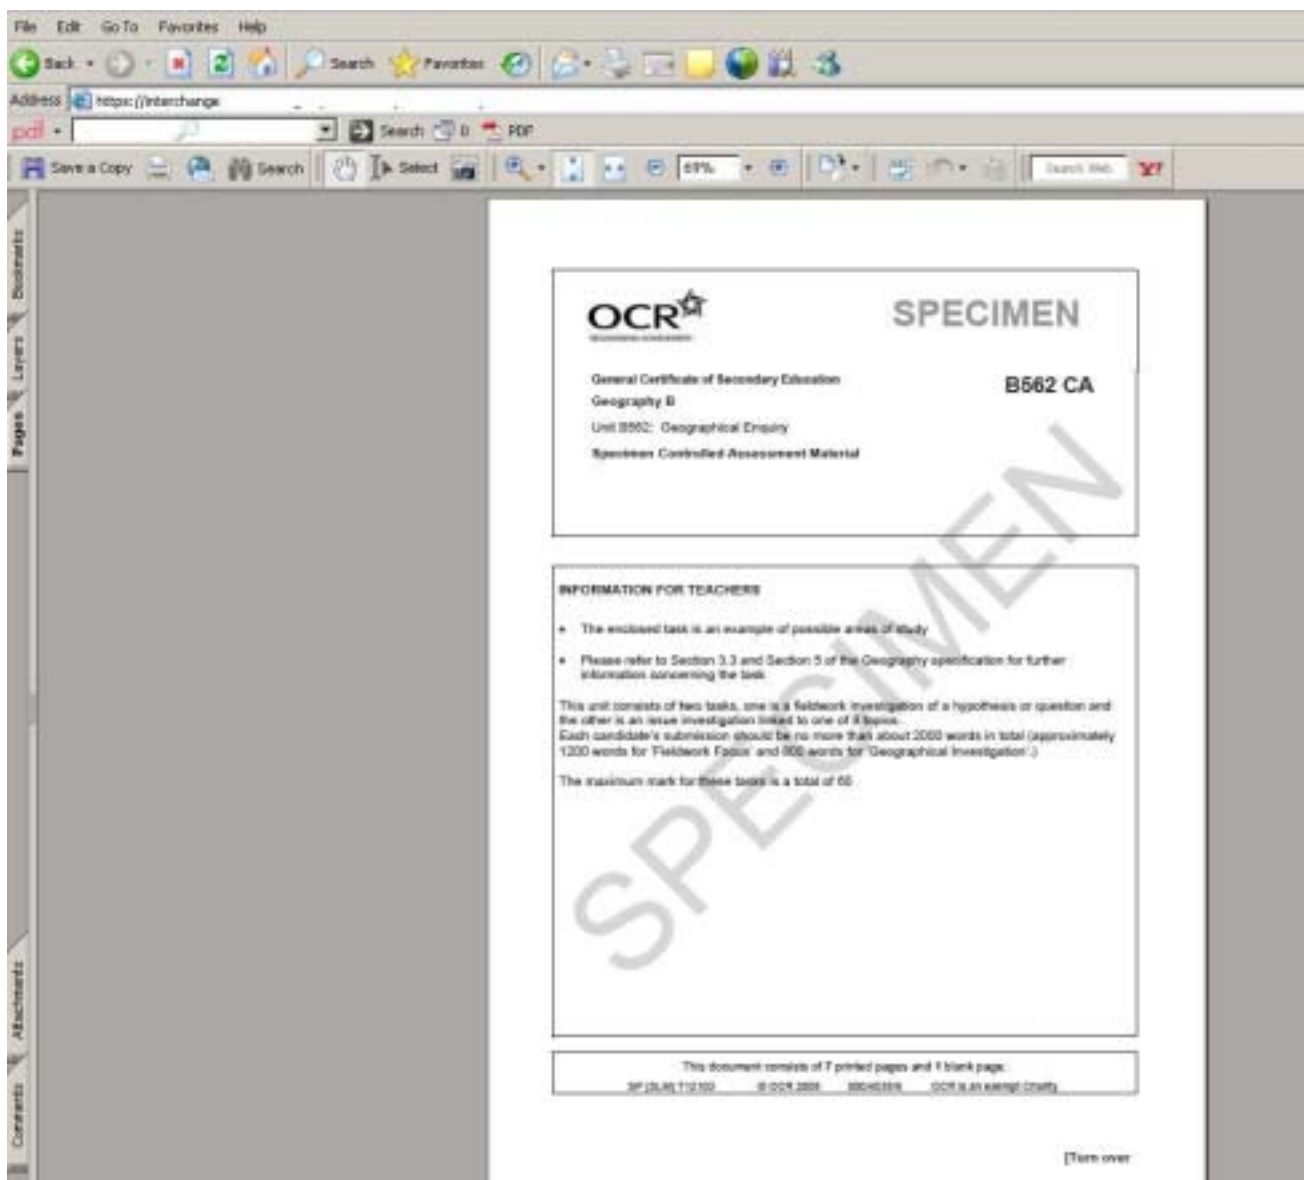 File Edit Go To Favorites Help
Back Search Favorites
Address https://interchange
pdf Search 0 PDF
Save a Copy Search Select 69% Search Web Y!
Bookmarks
Layers
Pages
Attachments
Comments
OCR SPECIMEN
General Certificate of Secondary Education B562 CA
Geography B
Unit B562: Geographical Enquiry
Specimen Controlled Assessment Material
SPECIMEN
INFORMATION FOR TEACHERS
• The enclosed task is an example of possible areas of study
• Please refer to Section 3.3 and Section 5 of the Geography specification for further
information concerning the task
This unit consists of two tasks, one is a fieldwork investigation of a hypothesis or question and
the other is an issue investigation linked to one of topics.
Each candidate's submission should be no more than about 2000 words in total (approximately
1200 words for 'Fieldwork Focus' and 800 words for 'Geographical Investigation'.)
The maximum mark for these tasks is a total of 60
This document consists of 7 printed pages and 1 blank page.
© OCR OCR is an exempt Charity
[Turn over